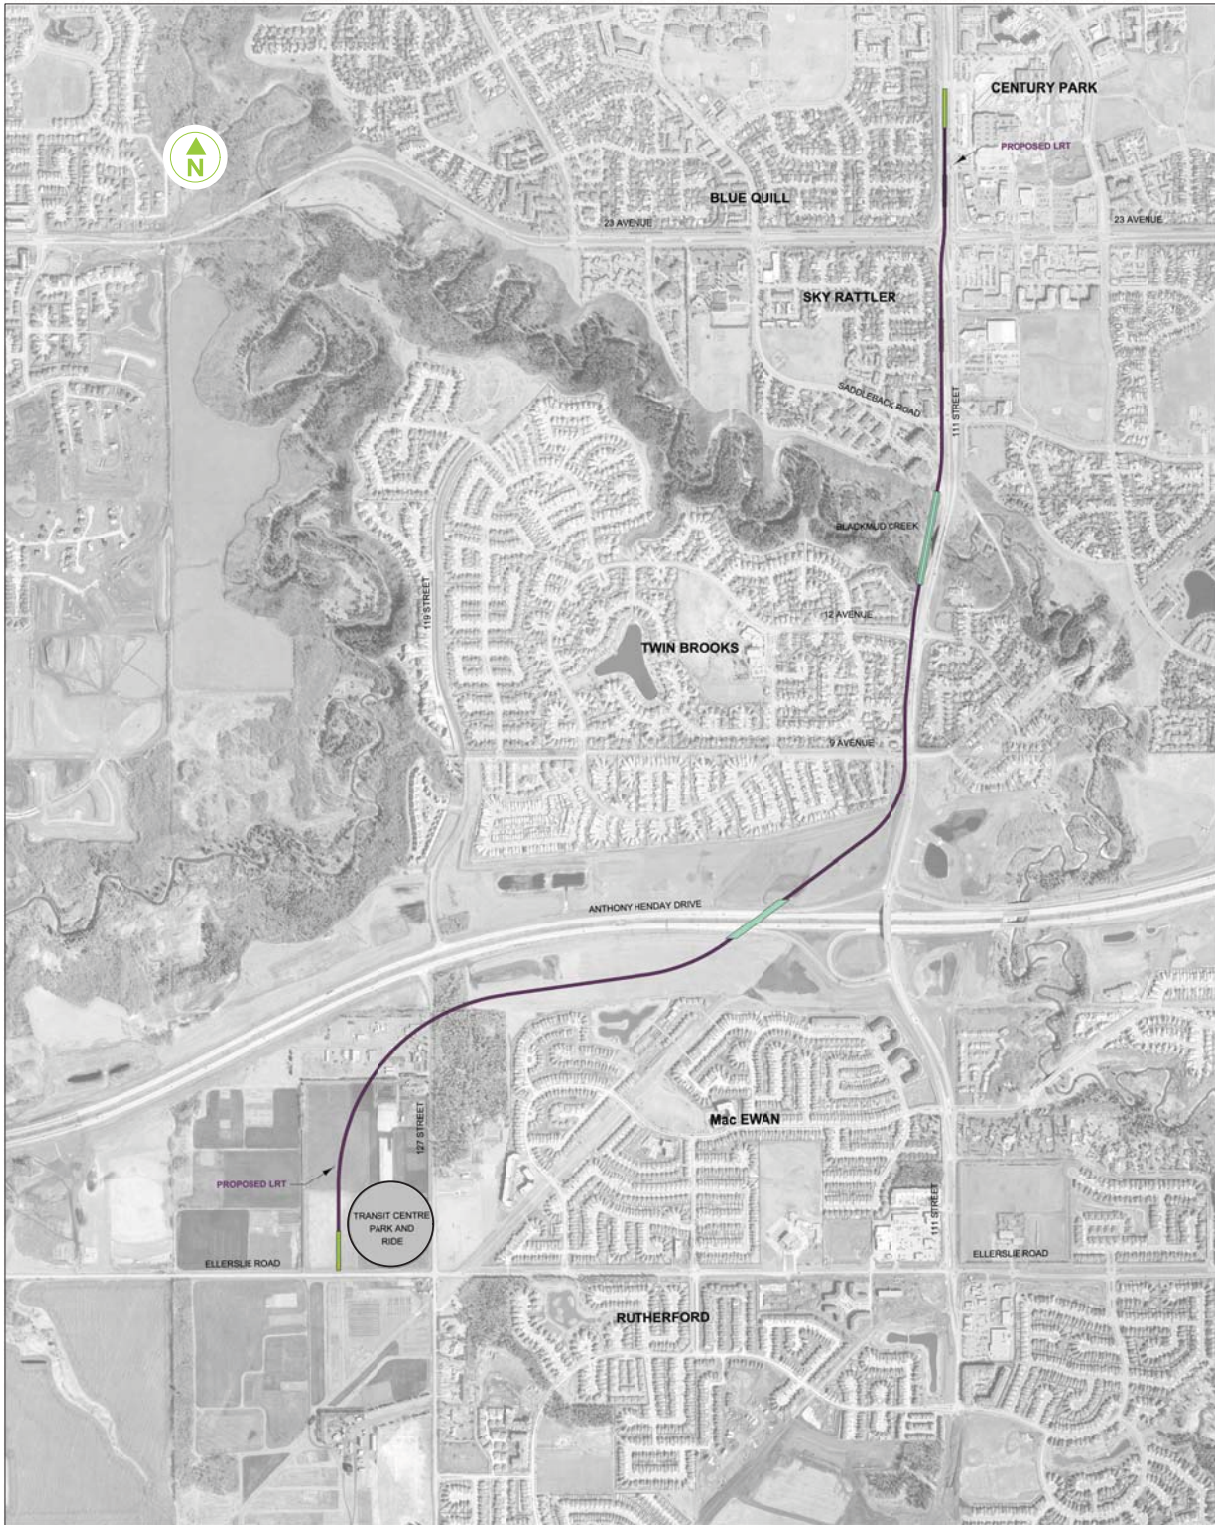 CENTURY PARK
N
PROPOSED LRT
BLUE QUILL
23 AVENUE
23 AVENUE
SKY RATTLER
SADDLEBACK ROAD
111 STREET
BLACKMUD CREEK
119 STREET
12 AVENUE
TWIN BROOKS
9 AVENUE
ANTHONY HENDAY DRIVE
Mac EWAN
127 STREET
PROPOSED LRT
TRANSIT CENTRE
PARK AND
RIDE
111 STREET
ELLERSLIE ROAD
ELLERSLIE ROAD
RUTHERFORD